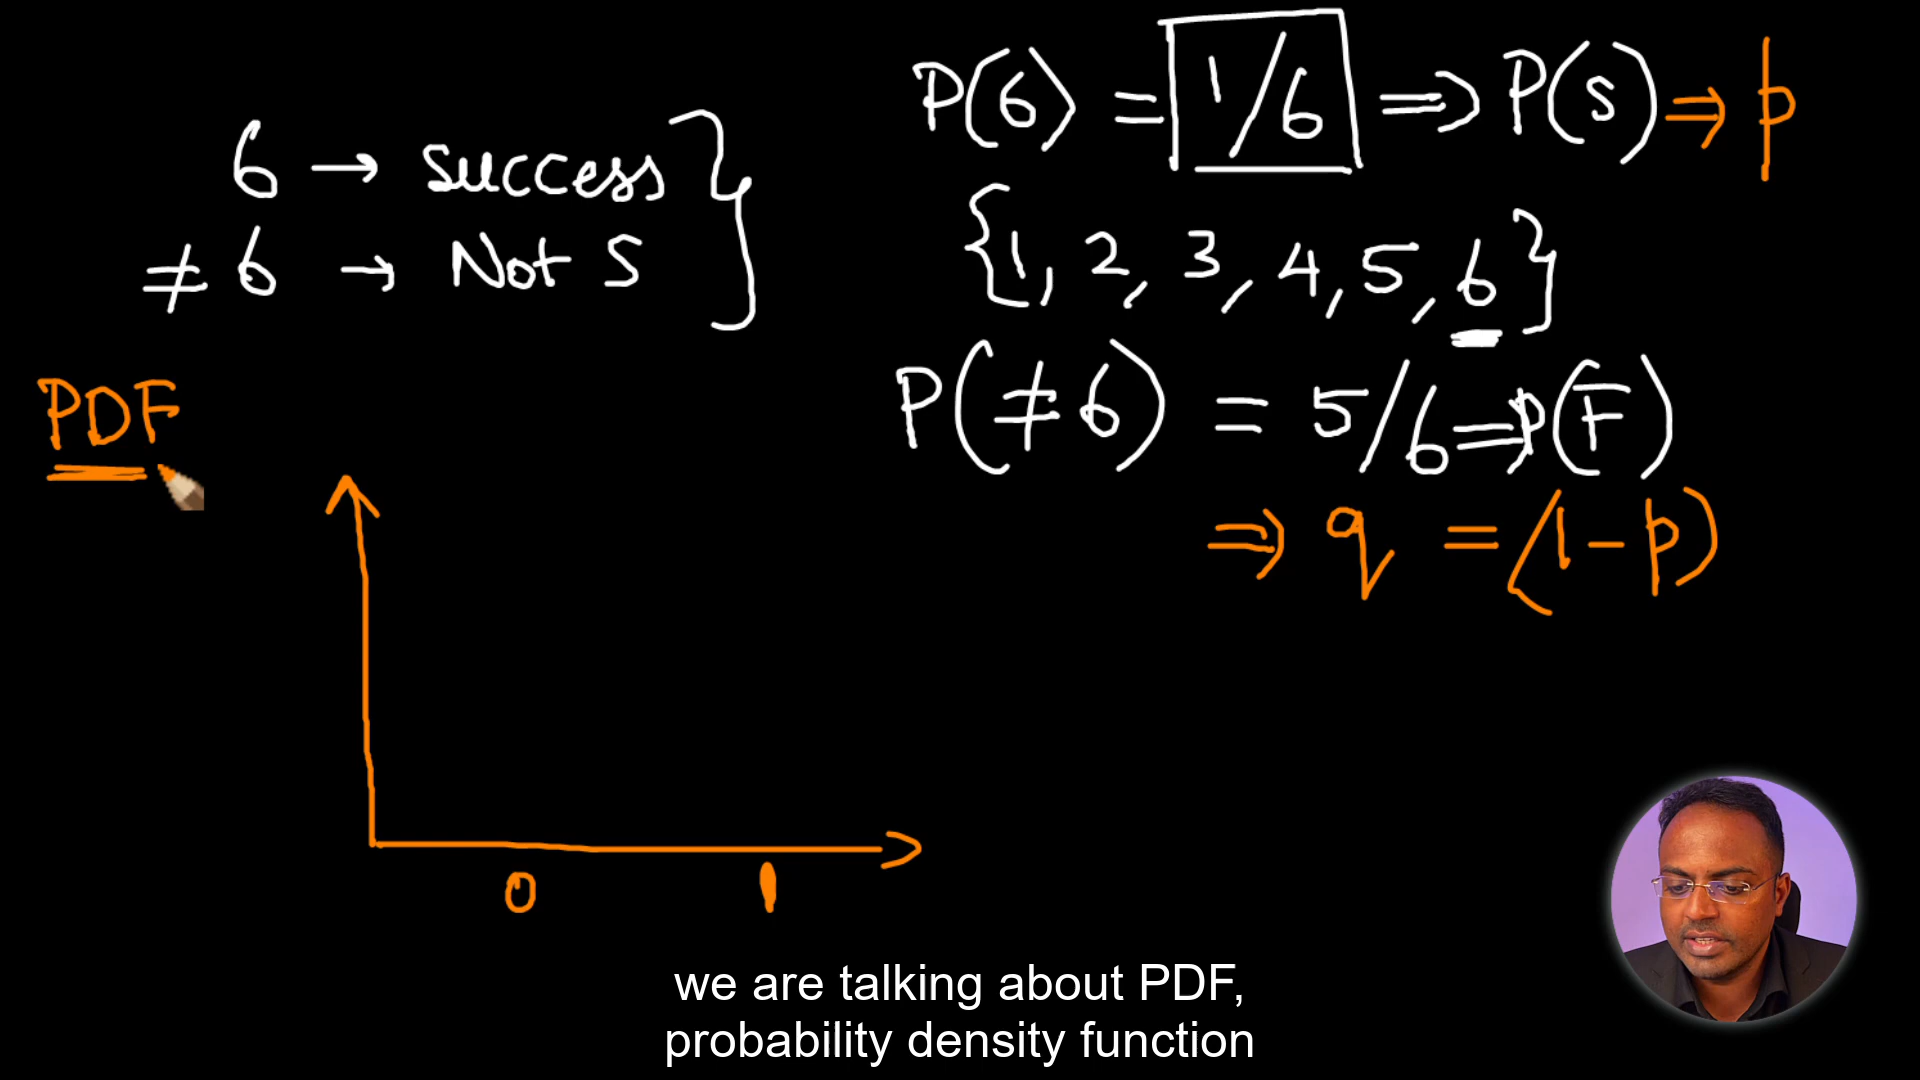 6 → success
≠ 6 → Not S
P(6) = 1/6 ⇒ P(S) ⇒ p
{1, 2, 3, 4, 5, 6}
P(≠6) = 5/6 ⇒ P(F)
⇒ q = (1-p)
PDF
0 1
we are talking about PDF,
probability density function